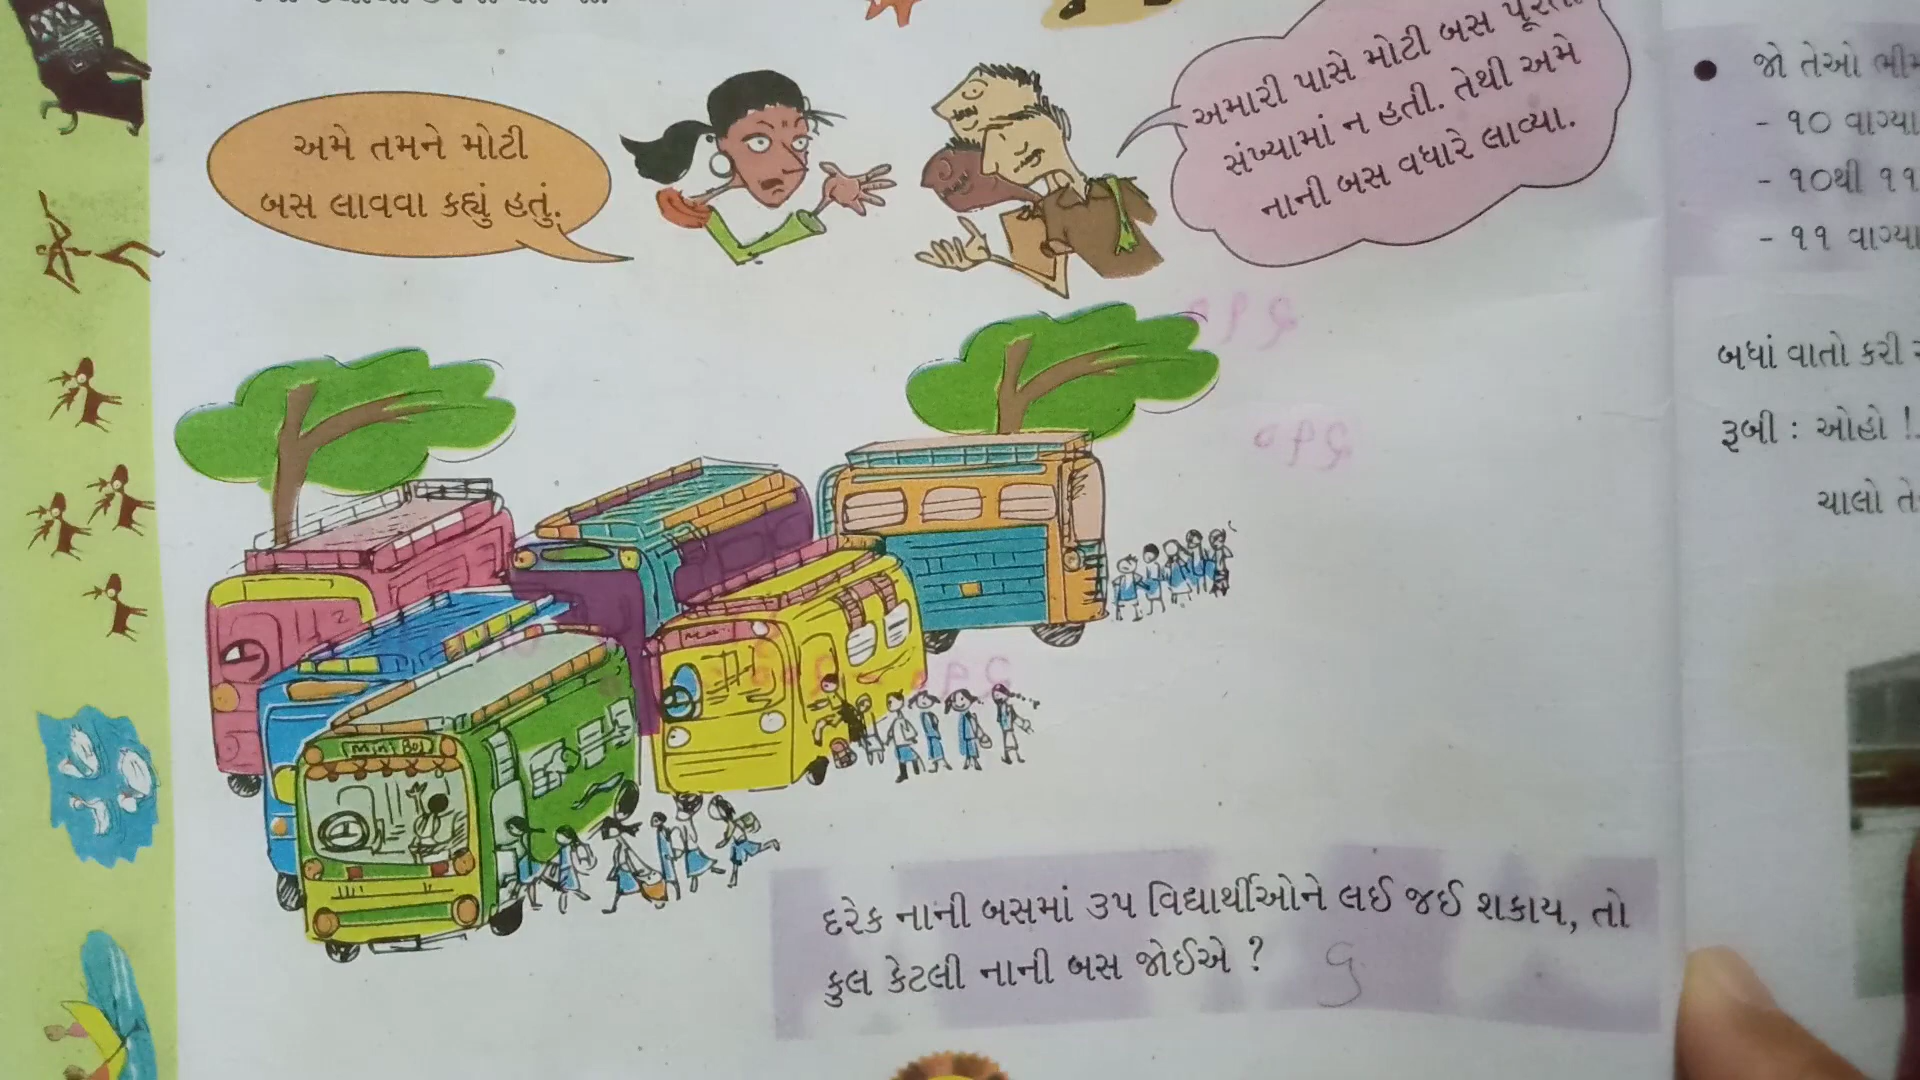 અમે તમને મોટી
બસ લાવવા કહ્યું હતું.
અમારી પાસે મોટી બસ
સંખ્યામાં ન હતી. તેથી અમે
નાની બસ વધારે લાવ્યા.
દરેક નાની બસમાં ૩૫ વિદ્યાર્થીઓને લઈ જઈ શકાય, તો
કુલ કેટલી નાની બસ જોઈએ ?
• જો તેઓ
- ૧૦ વાગ્યા
- ૧૦થી ૧૧
- ૧૧ વાગ્યા
બધાં વાતો કરી
રૂબી : ઓહો !
ચાલો